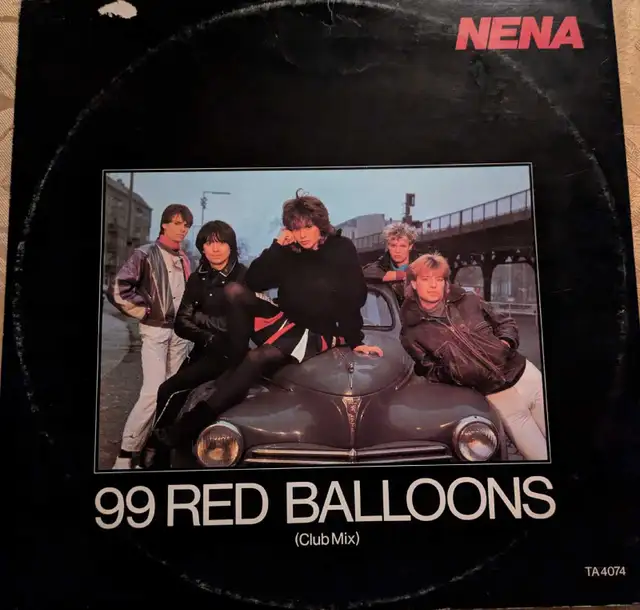 NENA
99 RED BALLOONS
(Club Mix)
TA 4074